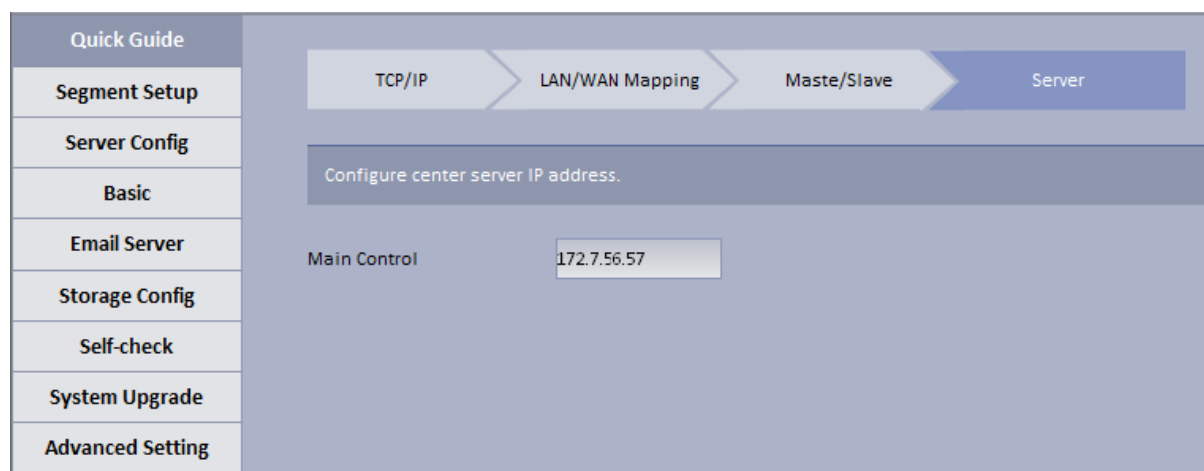 Quick Guide
Segment Setup
Server Config
Basic
Email Server
Storage Config
Self-check
System Upgrade
Advanced Setting
TCP/IP
LAN/WAN Mapping
Maste/Slave
Server
Configure center server IP address.
Main Control
172.7.56.57